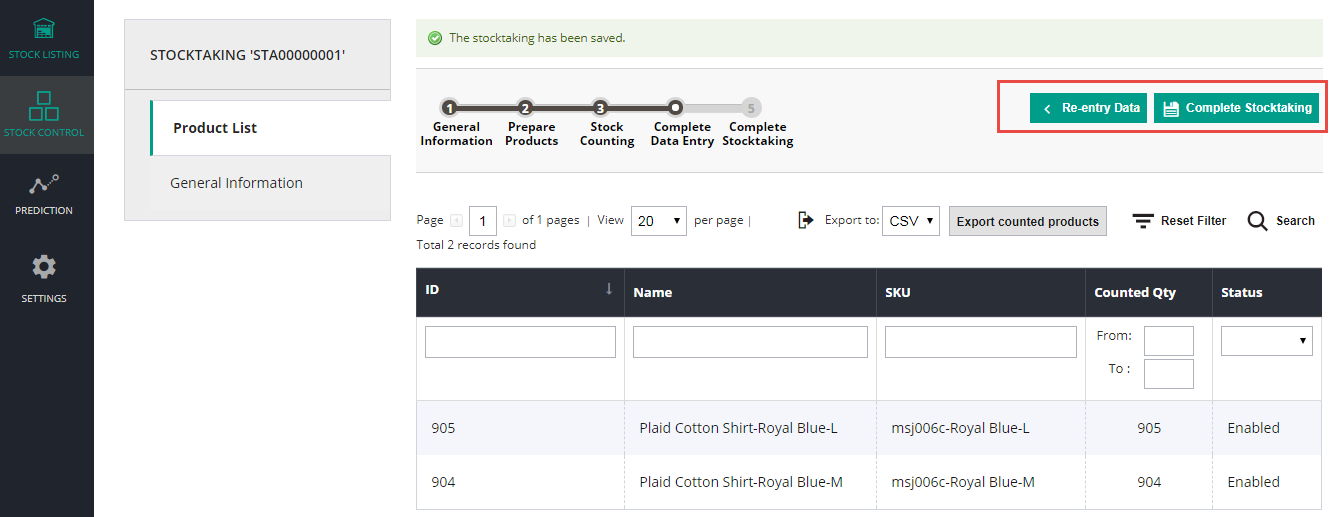 STOCK LISTING
STOCK CONTROL
PREDICTION
SETTINGS
STOCKTAKING 'STA00000001'
Product List
General Information
The stocktaking has been saved.
1 2 3 5
General Information
Prepare Products
Stock Counting
Complete Data Entry
Complete Stocktaking
Re-entry Data
Complete Stocktaking
Page 1 of 1 pages | View 20 per page |
Total 2 records found
Export to: CSV Export counted products Reset Filter Search
ID Name SKU Counted Qty Status
From:
To :
905 Plaid Cotton Shirt-Royal Blue-L msj006c-Royal Blue-L 905 Enabled
904 Plaid Cotton Shirt-Royal Blue-M msj006c-Royal Blue-M 904 Enabled